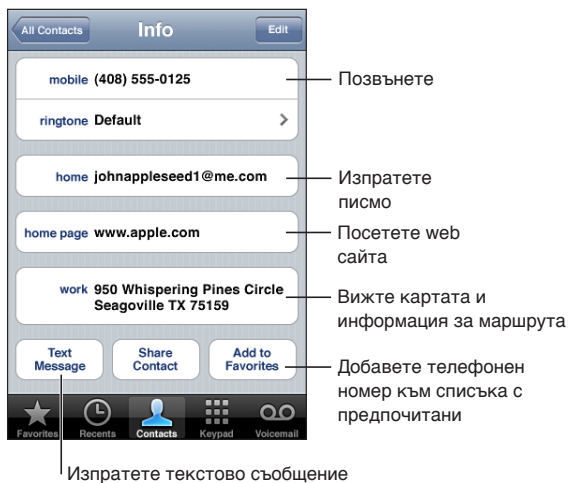 All Contacts
Info
Edit
mobile (408) 555-0125
Позвънете
ringtone Default
home johnappleseed1@me.com
Изпратете
писмо
home page www.apple.com
Посетете web
сайта
work 950 Whispering Pines Circle
Seagoville TX 75159
Вижте картата и
информация за маршрута
Text
Message
Share
Contact
Add to
Favorites
Добавете телефонен
номер към списъка с
предпочитани
Favorites
Recents
Contacts
Keypad
Voicemail
Изпратете текстово съобщение